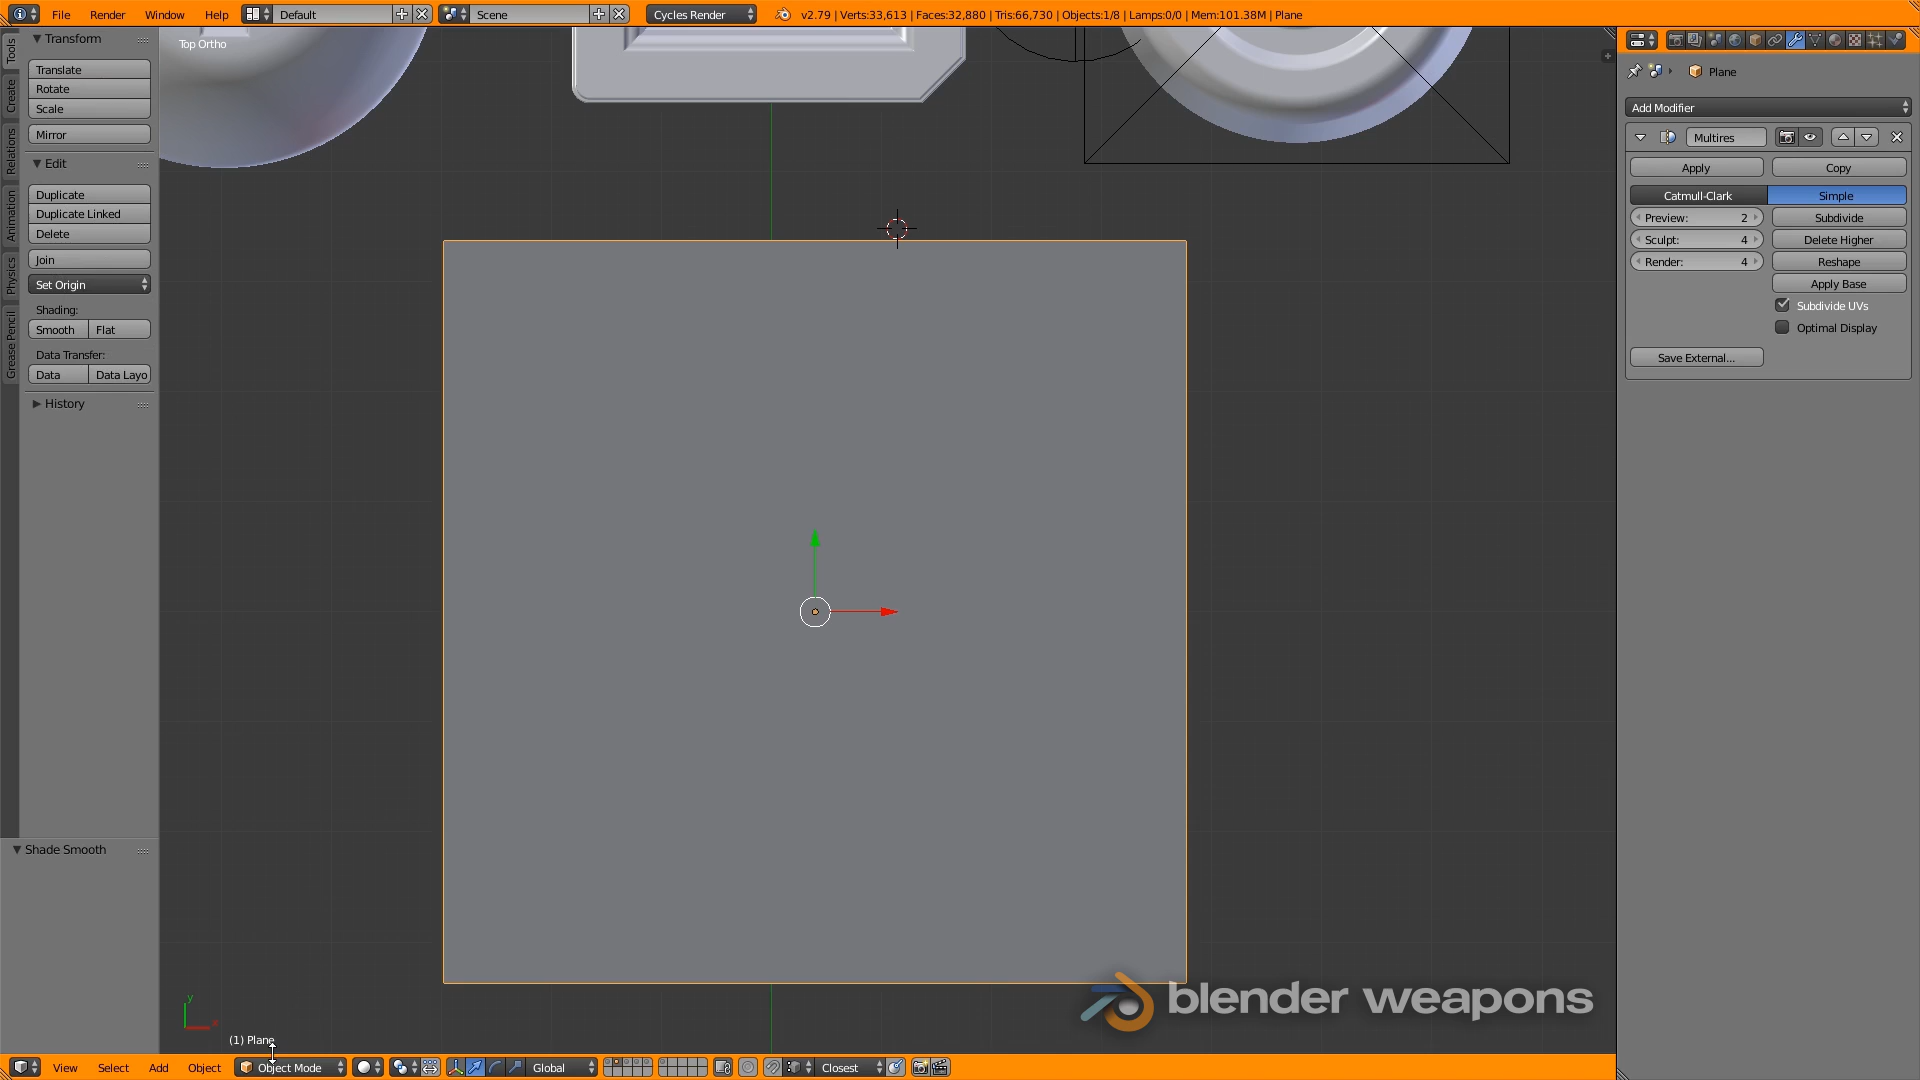 File Render Window Help Default Scene Cycles Render v2.79 | Verts:33,613 | Faces:32,880 | Tris:66,730 | Objects:1/8 | Lamps:0/0 | Mem:101.38M | Plane
Tools
Create
Relations
Animation
Physics
Grease Pencil
Transform
Translate
Rotate
Scale
Mirror
Edit
Duplicate
Duplicate Linked
Delete
Join
Set Origin
Shading:
Smooth Flat
Data Transfer:
Data Data Layo
History
Shade Smooth
Top Ortho
y
x
(1) Plane
blender weapons
Plane
Add Modifier
Multires
Apply Copy
Catmull-Clark Simple
Preview: 2 Subdivide
Sculpt: 4 Delete Higher
Render: 4 Reshape
Apply Base
Subdivide UVs
Optimal Display
Save External...
View Select Add Object Object Mode Global Closest